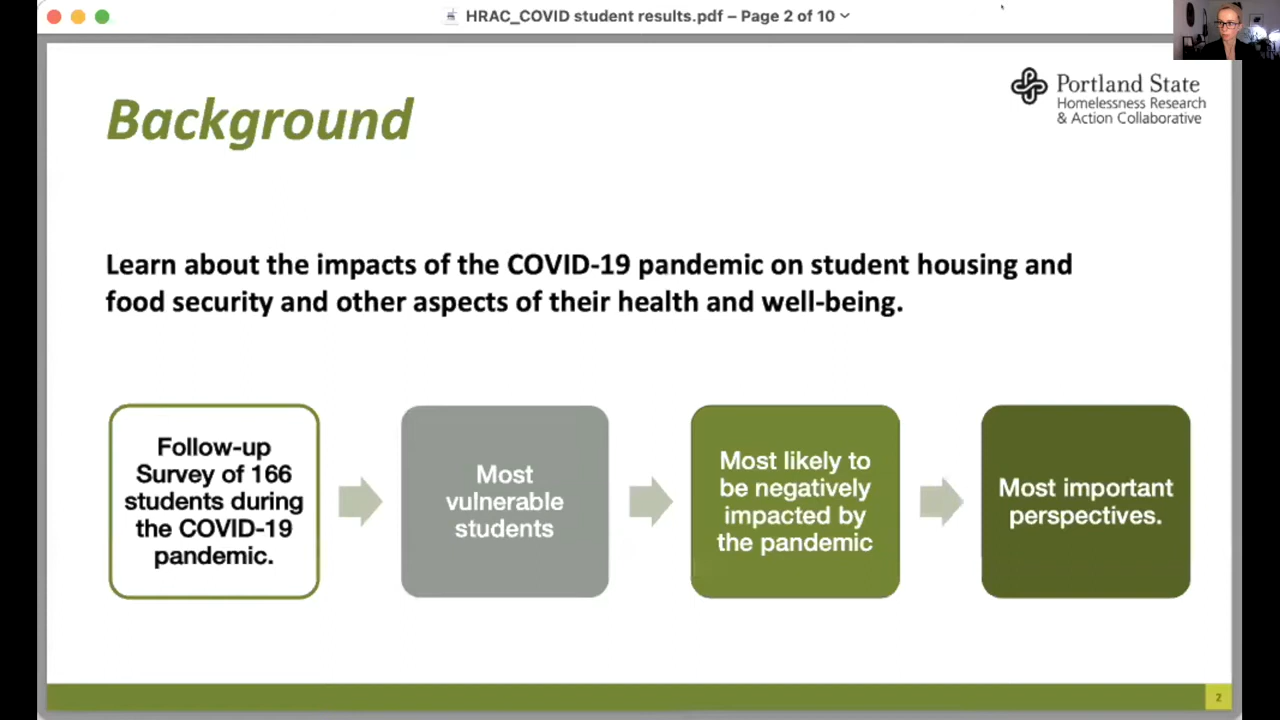 HRAC_COVID student results.pdf – Page 2 of 10
Background
Portland State
Homelessness Research
& Action Collaborative
Learn about the impacts of the COVID-19 pandemic on student housing and
food security and other aspects of their health and well-being.
Follow-up
Survey of 166
students during
the COVID-19
pandemic.
Most
vulnerable
students
Most likely to
be negatively
impacted by
the pandemic
Most important
perspectives.
2